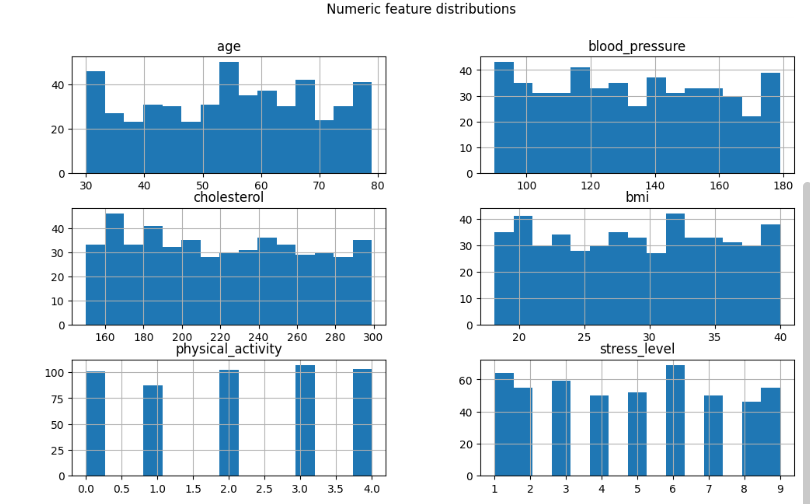 Numeric feature distributions
age
40
20
0
30 40 50 60 70 80
blood_pressure
40
30
20
10
0
100 120 140 160 180
cholesterol
40
30
20
10
0
160 180 200 220 240 260 280 300
bmi
40
30
20
10
0
20 25 30 35 40
physical_activity
100
75
50
25
0
0.0 0.5 1.0 1.5 2.0 2.5 3.0 3.5 4.0
stress_level
60
40
20
0
1 2 3 4 5 6 7 8 9